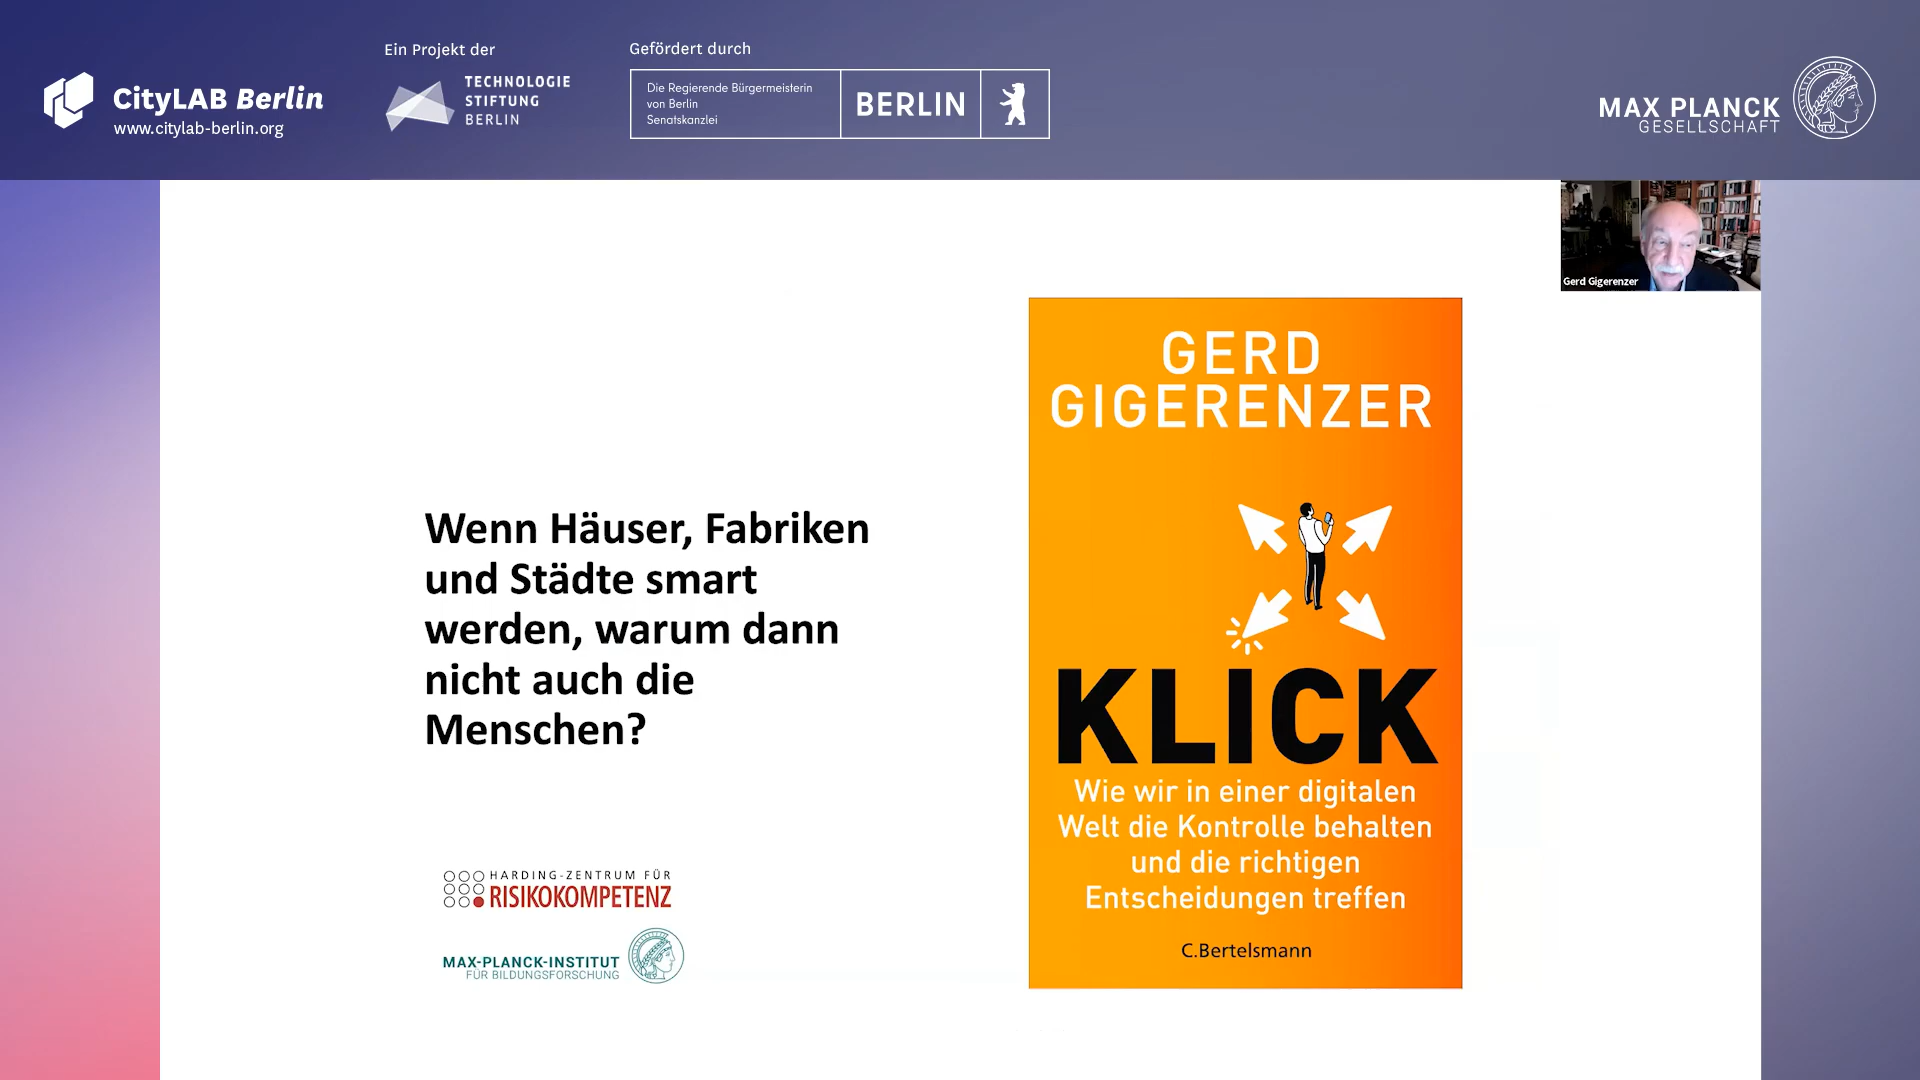 CityLAB Berlin
www.citylab-berlin.org
Ein Projekt der
TECHNOLOGIE
STIFTUNG
BERLIN
Gefördert durch
Die Regierende Bürgermeisterin
von Berlin
Senatskanzlei
BERLIN
MAX PLANCK
GESELLSCHAFT
Gerd Gigerenzer
Wenn Häuser, Fabriken
und Städte smart
werden, warum dann
nicht auch die
Menschen?
HARDING-ZENTRUM FÜR
RISIKOKOMPETENZ
MAX-PLANCK-INSTITUT
FÜR BILDUNGSFORSCHUNG
GERD
GIGERENZER
KLICK
Wie wir in einer digitalen
Welt die Kontrolle behalten
und die richtigen
Entscheidungen treffen
C.Bertelsmann